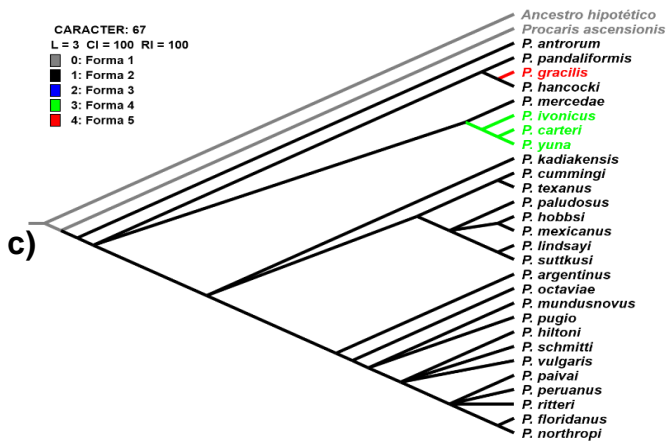 CARACTER: 67
L = 3 CI = 100 RI = 100
0: Forma 1
1: Forma 2
2: Forma 3
3: Forma 4
4: Forma 5
c)
Ancestro hipotético
Procaris ascensionis
P. antrorum
P. pandaliformis
P. gracilis
P. hancocki
P. mercedae
P. ivonicus
P. carteri
P. yuna
P. kadiakensis
P. cummingi
P. texanus
P. paludosus
P. hobbsi
P. mexicanus
P. lindsayi
P. suttkusi
P. argentinus
P. octaviae
P. mundusnovus
P. pugio
P. hiltoni
P. schmitti
P. vulgaris
P. paivai
P. peruanus
P. ritteri
P. floridanus
P. northropi